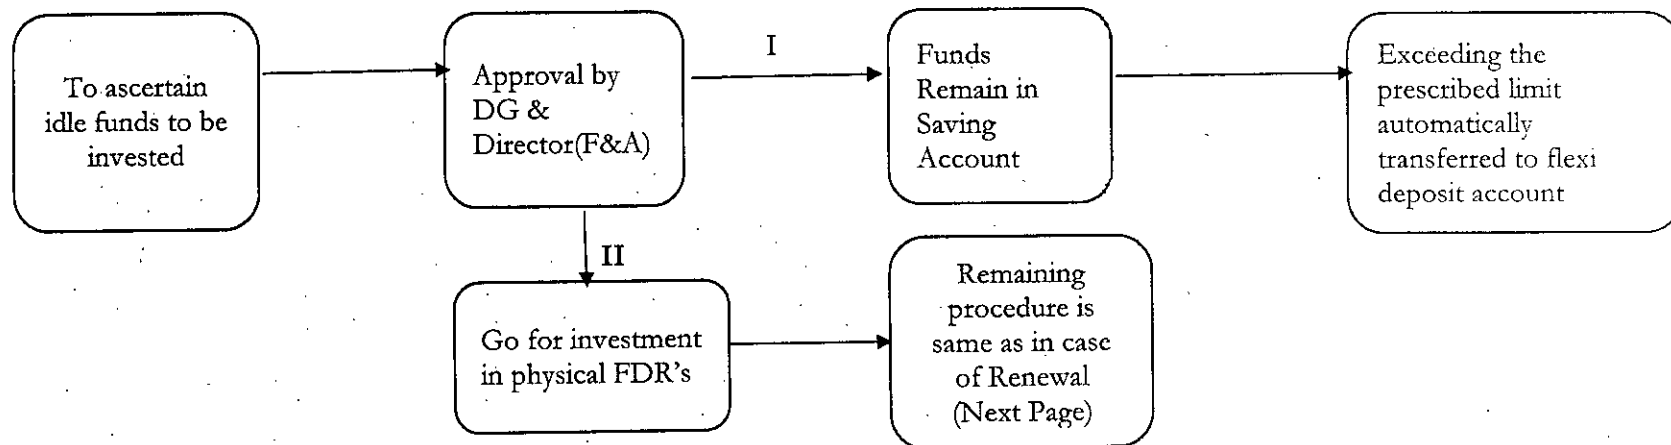 To ascertain
idle funds to be
invested
Approval by
DG &
Director(F&A)
I
Funds
Remain in
Saving
Account
Exceeding the
prescribed limit
automatically
transferred to flexi
deposit account
II
Go for investment
in physical FDR's
Remaining
procedure is
same as in case
of Renewal
(Next Page)